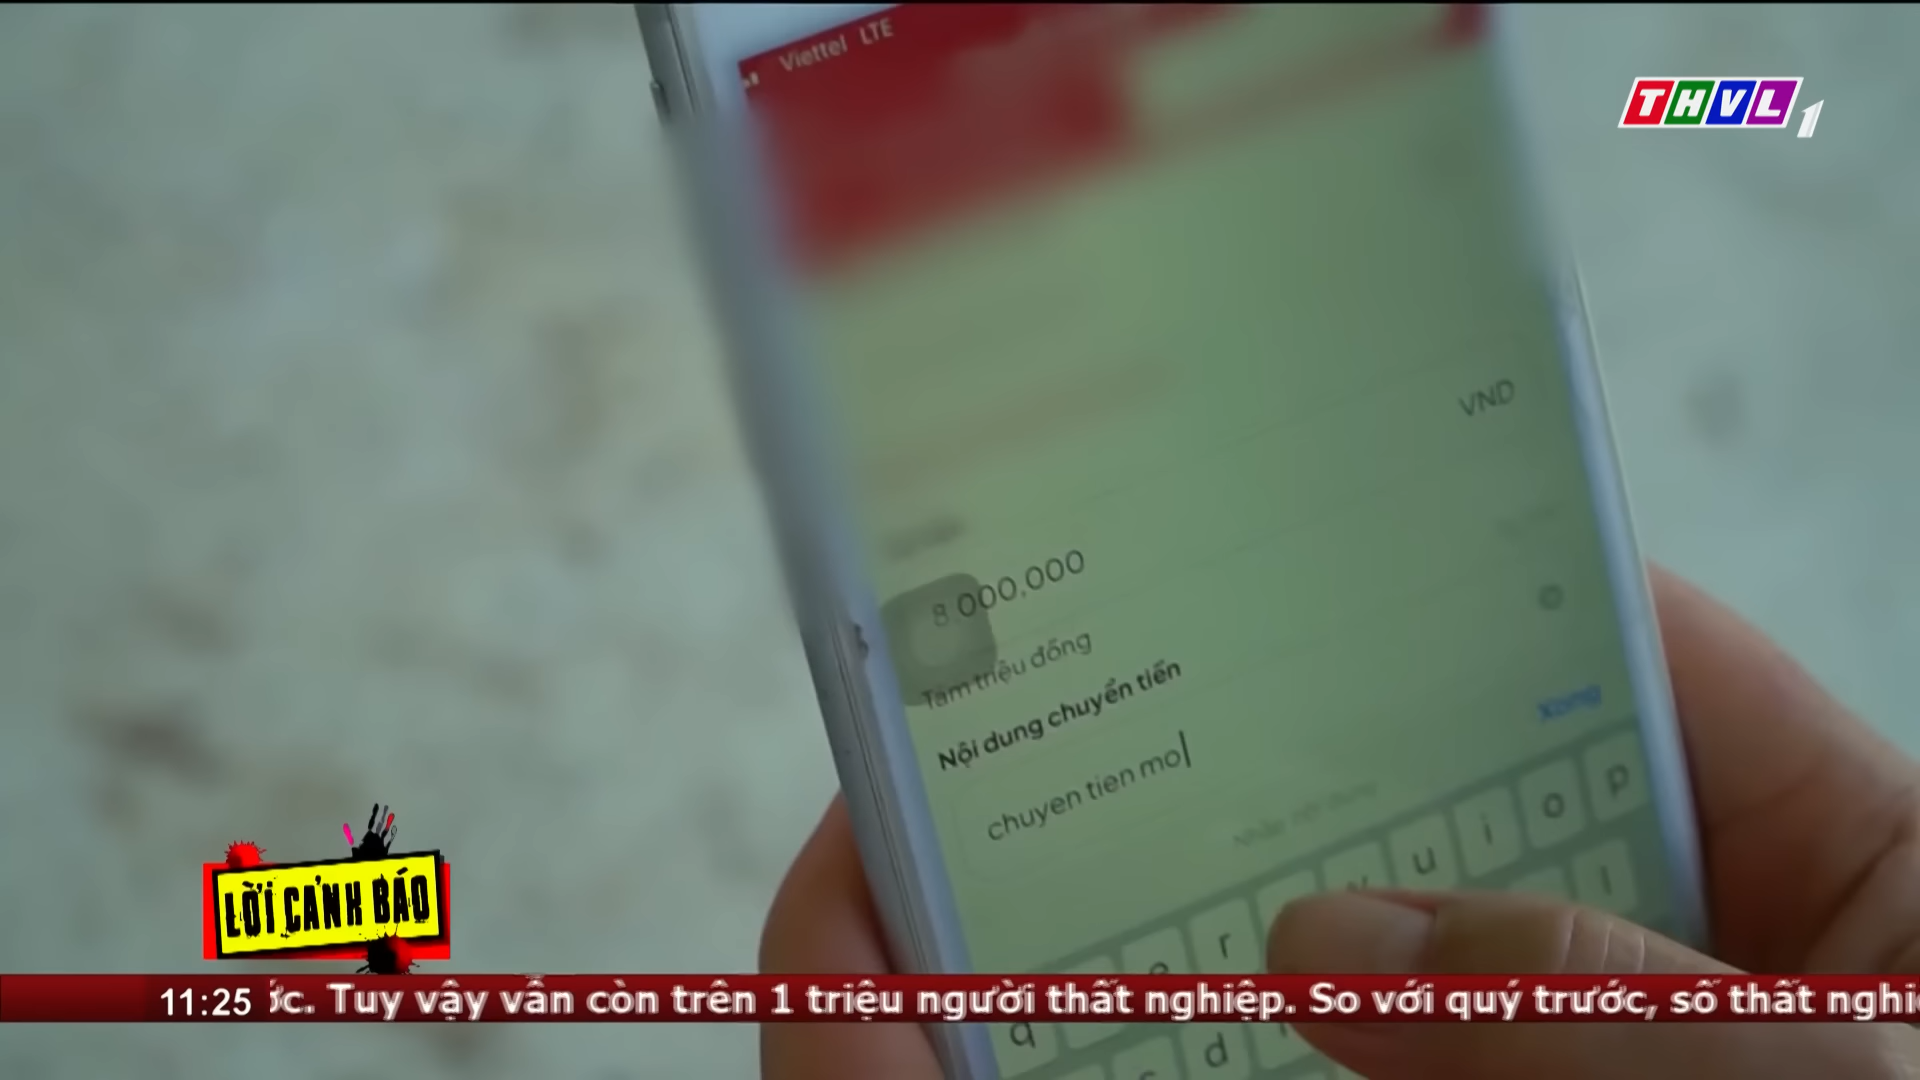 Viettel LTE
THVL1
VND
8.000.000
Tám triệu đồng
Nội dung chuyển tiền
Xong
chuyen tien mo
r u i o p
l
q d
LỜI CẢNH BÁO
11:25 ớc. Tuy vậy vẫn còn trên 1 triệu người thất nghiệp. So với quý trước, số thất nghi